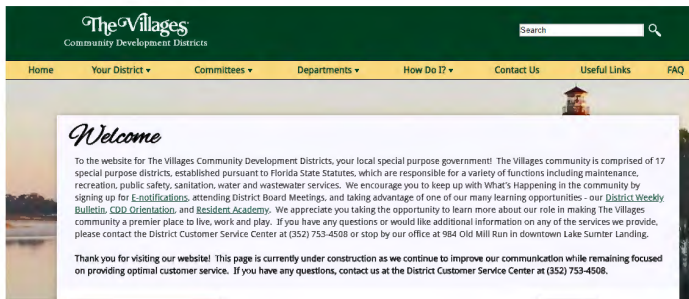 The Villages
Community Development Districts
Search
Home Your District Committees Departments How Do I? Contact Us Useful Links FAQ
Welcome
To the website for The Villages Community Development Districts, your local special purpose government! The Villages community is comprised of 17
special purpose districts, established pursuant to Florida State Statutes, which are responsible for a variety of functions including maintenance,
recreation, public safety, sanitation, water and wastewater services. We encourage you to keep up with What's Happening in the community by
signing up for E-notifications, attending District Board Meetings, and taking advantage of one of our many learning opportunities - our District Weekly
Bulletin, CDD Orientation, and Resident Academy. We appreciate you taking the opportunity to learn more about our role in making The Villages
community a premier place to live, work and play. If you have any questions or would like additional information on any of the services we provide,
please contact the District Customer Service Center at (352) 753-4508 or stop by our office at 984 Old Mill Run in downtown Lake Sumter Landing.
Thank you for visiting our website! This page is currently under construction as we continue to improve our communication while remaining focused
on providing optimal customer service. If you have any questions, contact us at the District Customer Service Center at (352) 753-4508.